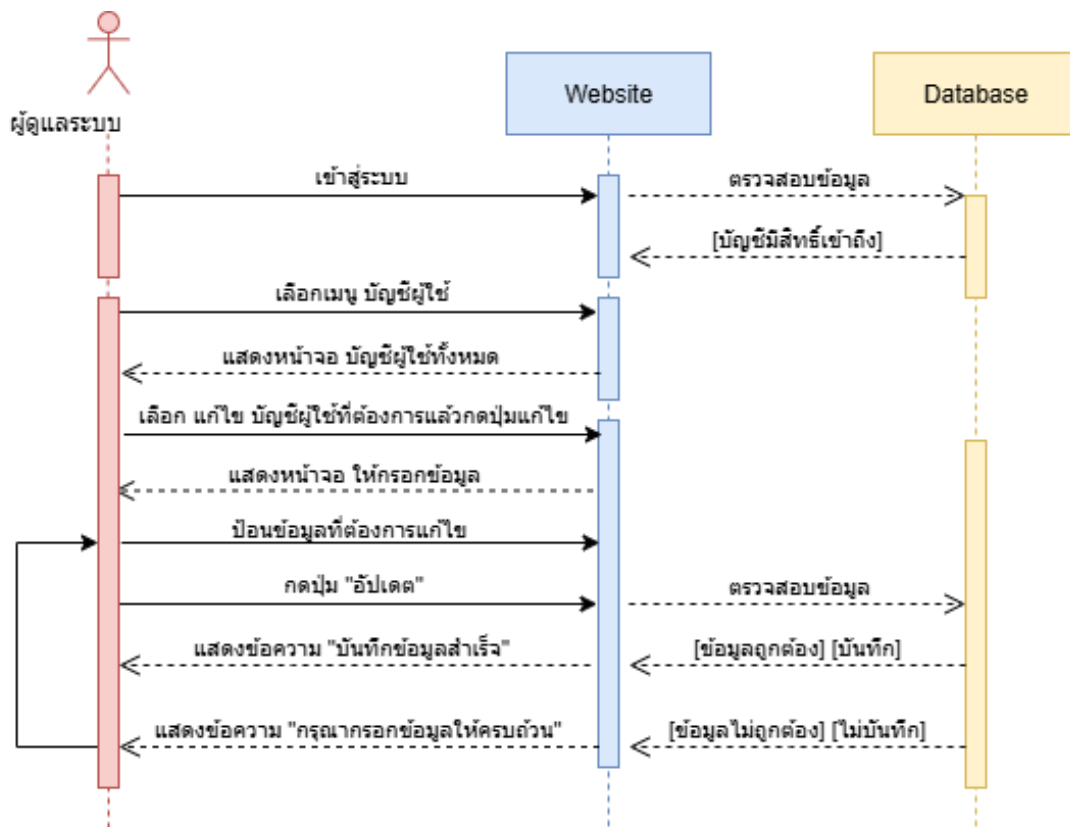 ผู้ดูแลระบบ
Website
Database
เข้าสู่ระบบ
ตรวจสอบข้อมูล
[บัญชีมีสิทธิ์เข้าถึง]
เลือกเมนู บัญชีผู้ใช้
แสดงหน้าจอ บัญชีผู้ใช้ทั้งหมด
เลือก แก้ไข บัญชีผู้ใช้ที่ต้องการแล้วกดปุ่มแก้ไข
แสดงหน้าจอ ให้กรอกข้อมูล
ป้อนข้อมูลที่ต้องการแก้ไข
กดปุ่ม "อัปเดต"
ตรวจสอบข้อมูล
แสดงข้อความ "บันทึกข้อมูลสำเร็จ"
[ข้อมูลถูกต้อง] [บันทึก]
แสดงข้อความ "กรุณากรอกข้อมูลให้ครบถ้วน"
[ข้อมูลไม่ถูกต้อง] [ไม่บันทึก]